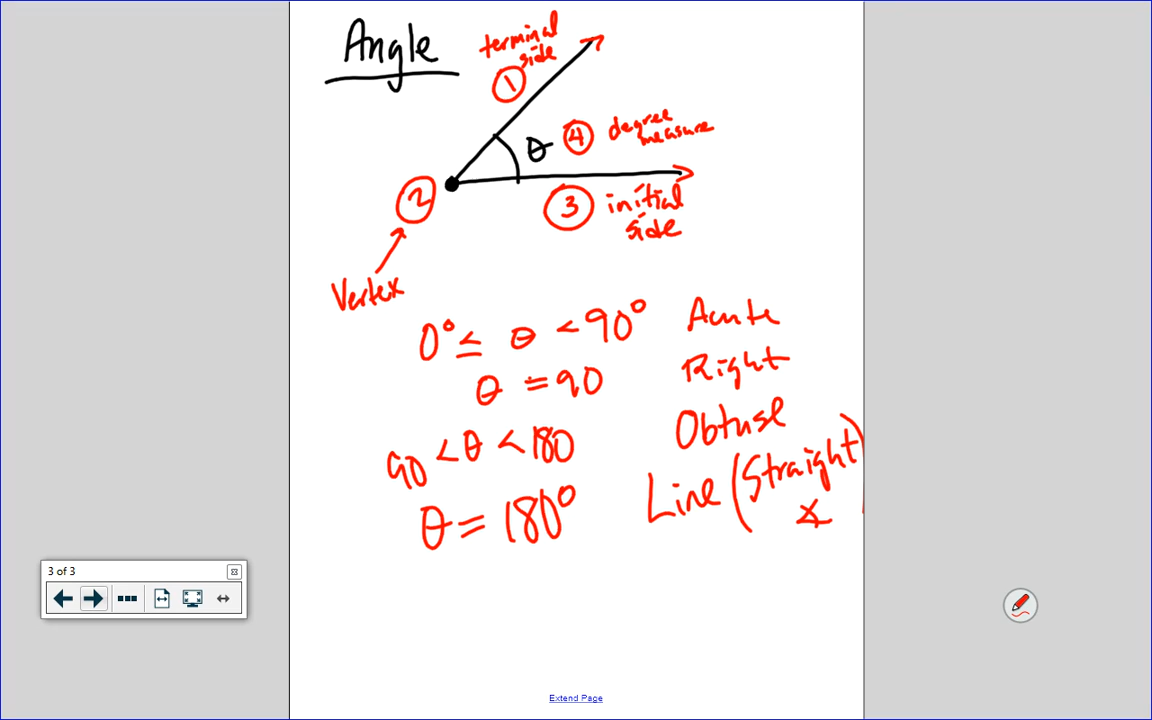 Angle
terminal
side
1
θ 4 degree
measure
2
3 initial
side
Vertex
0° ≤ θ < 90° Acute
θ = 90 Right
90 < θ < 180 Obtuse
θ = 180° Line (Straight ∡)
3 of 3
Extend Page